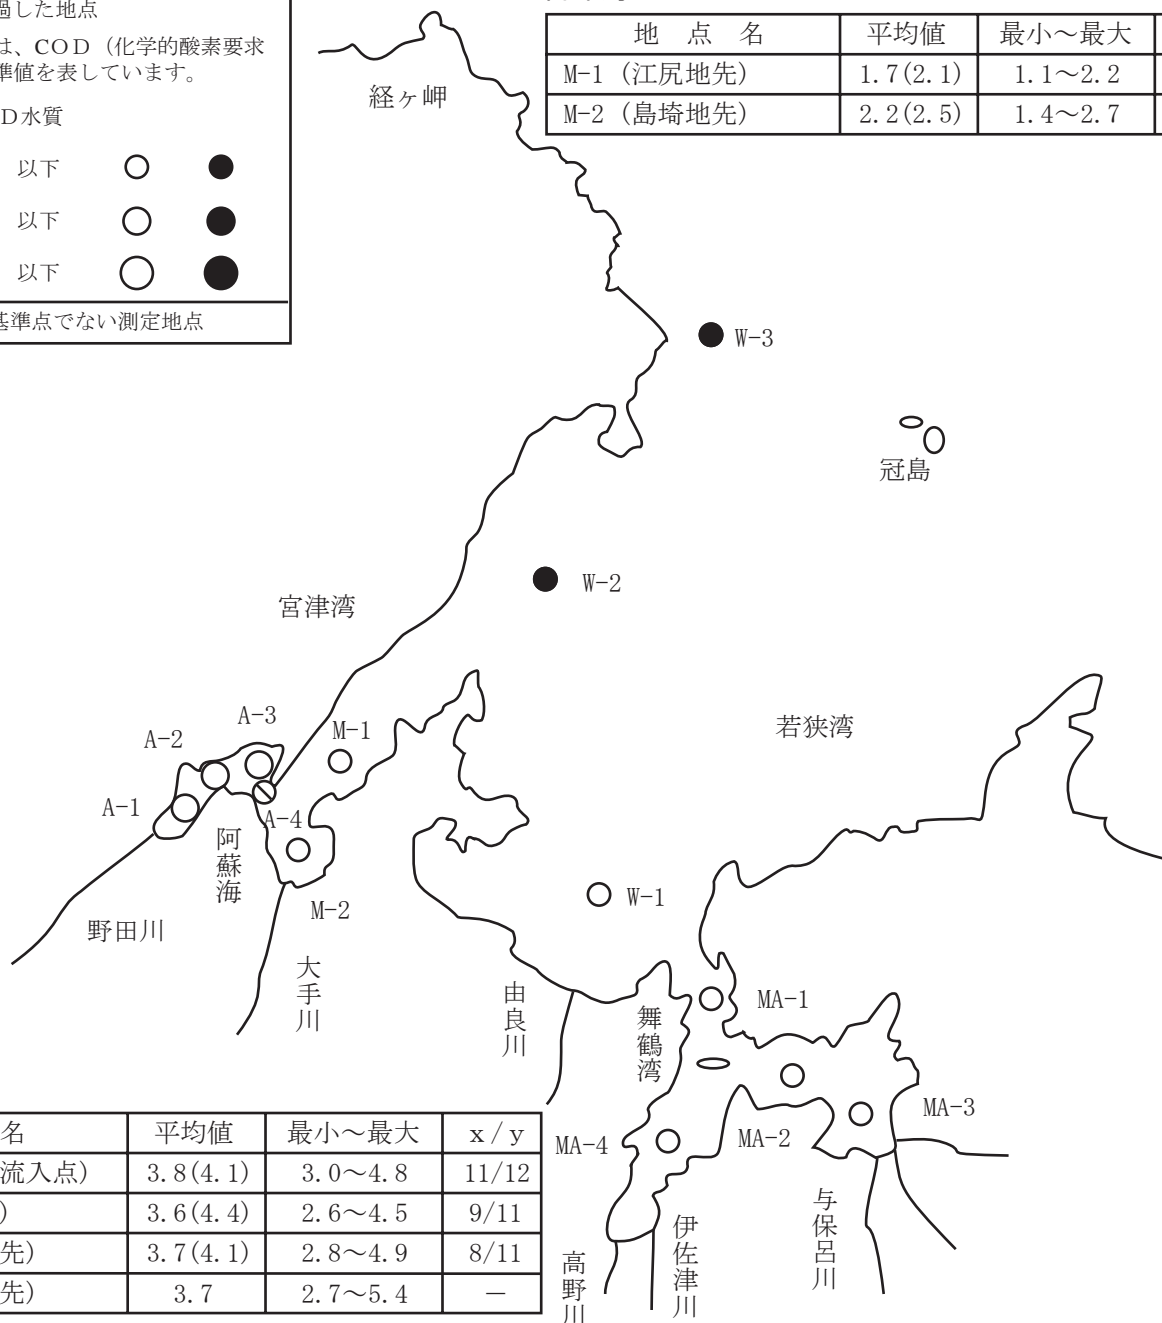 過した地点
は、COD（化学的酸素要求
準値を表しています。
D水質
以下
以下
以下
基準点でない測定地点
地　点　名 平均値 最小～最大
M-1（江尻地先） 1.7(2.1) 1.1～2.2
M-2（島埼地先） 2.2(2.5) 1.4～2.7
経ヶ岬
W-3
冠島
W-2
宮津湾
若狭湾
A-3
M-1
A-2
A-1
A-4
阿蘇海
M-2
W-1
野田川
大手川
由良川
舞鶴湾
MA-1
MA-3
MA-2
MA-4
与保呂川
伊佐津川
高野川
名 平均値 最小～最大 x/y
流入点） 3.8(4.1) 3.0～4.8 11/12
） 3.6(4.4) 2.6～4.5 9/11
先） 3.7(4.1) 2.8～4.9 8/11
先） 3.7 2.7～5.4 －